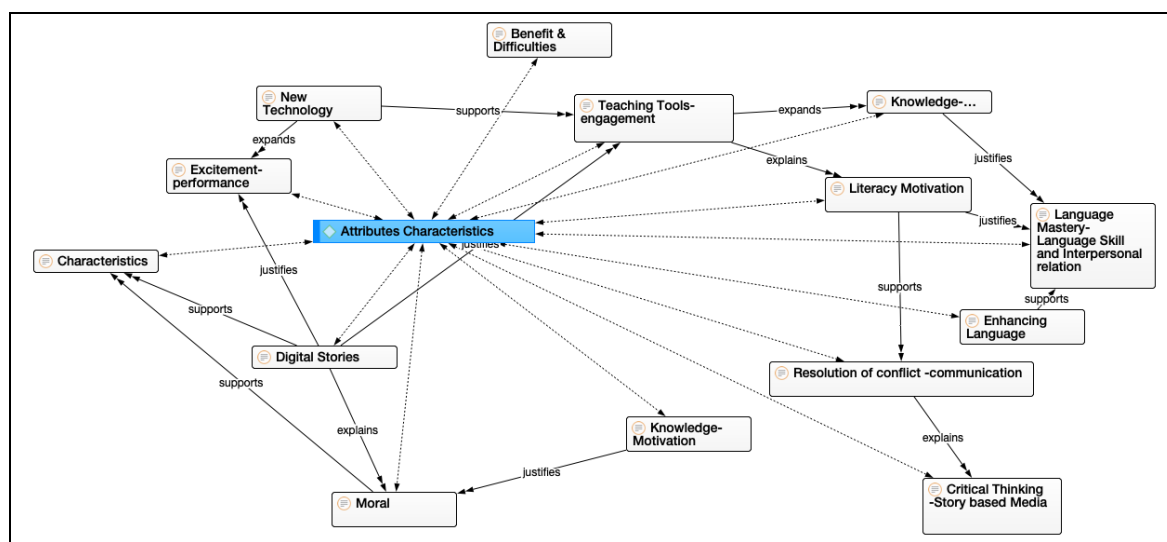 Benefit &
Difficulties
New
Technology
supports
Teaching Tools-
engagement
expands
Knowledge-...
expands
explains
justifies
Excitement-
performance
Literacy Motivation
Attributes Characteristics
justifies
justifies
Language
Mastery-
Language Skill
and Interpersonal
relation
Characteristics
justifies
supports
supports
supports
Enhancing
Language
Digital Stories
Resolution of conflict -communication
supports
explains
Knowledge-
Motivation
explains
justifies
Moral
Critical Thinking
-Story based Media